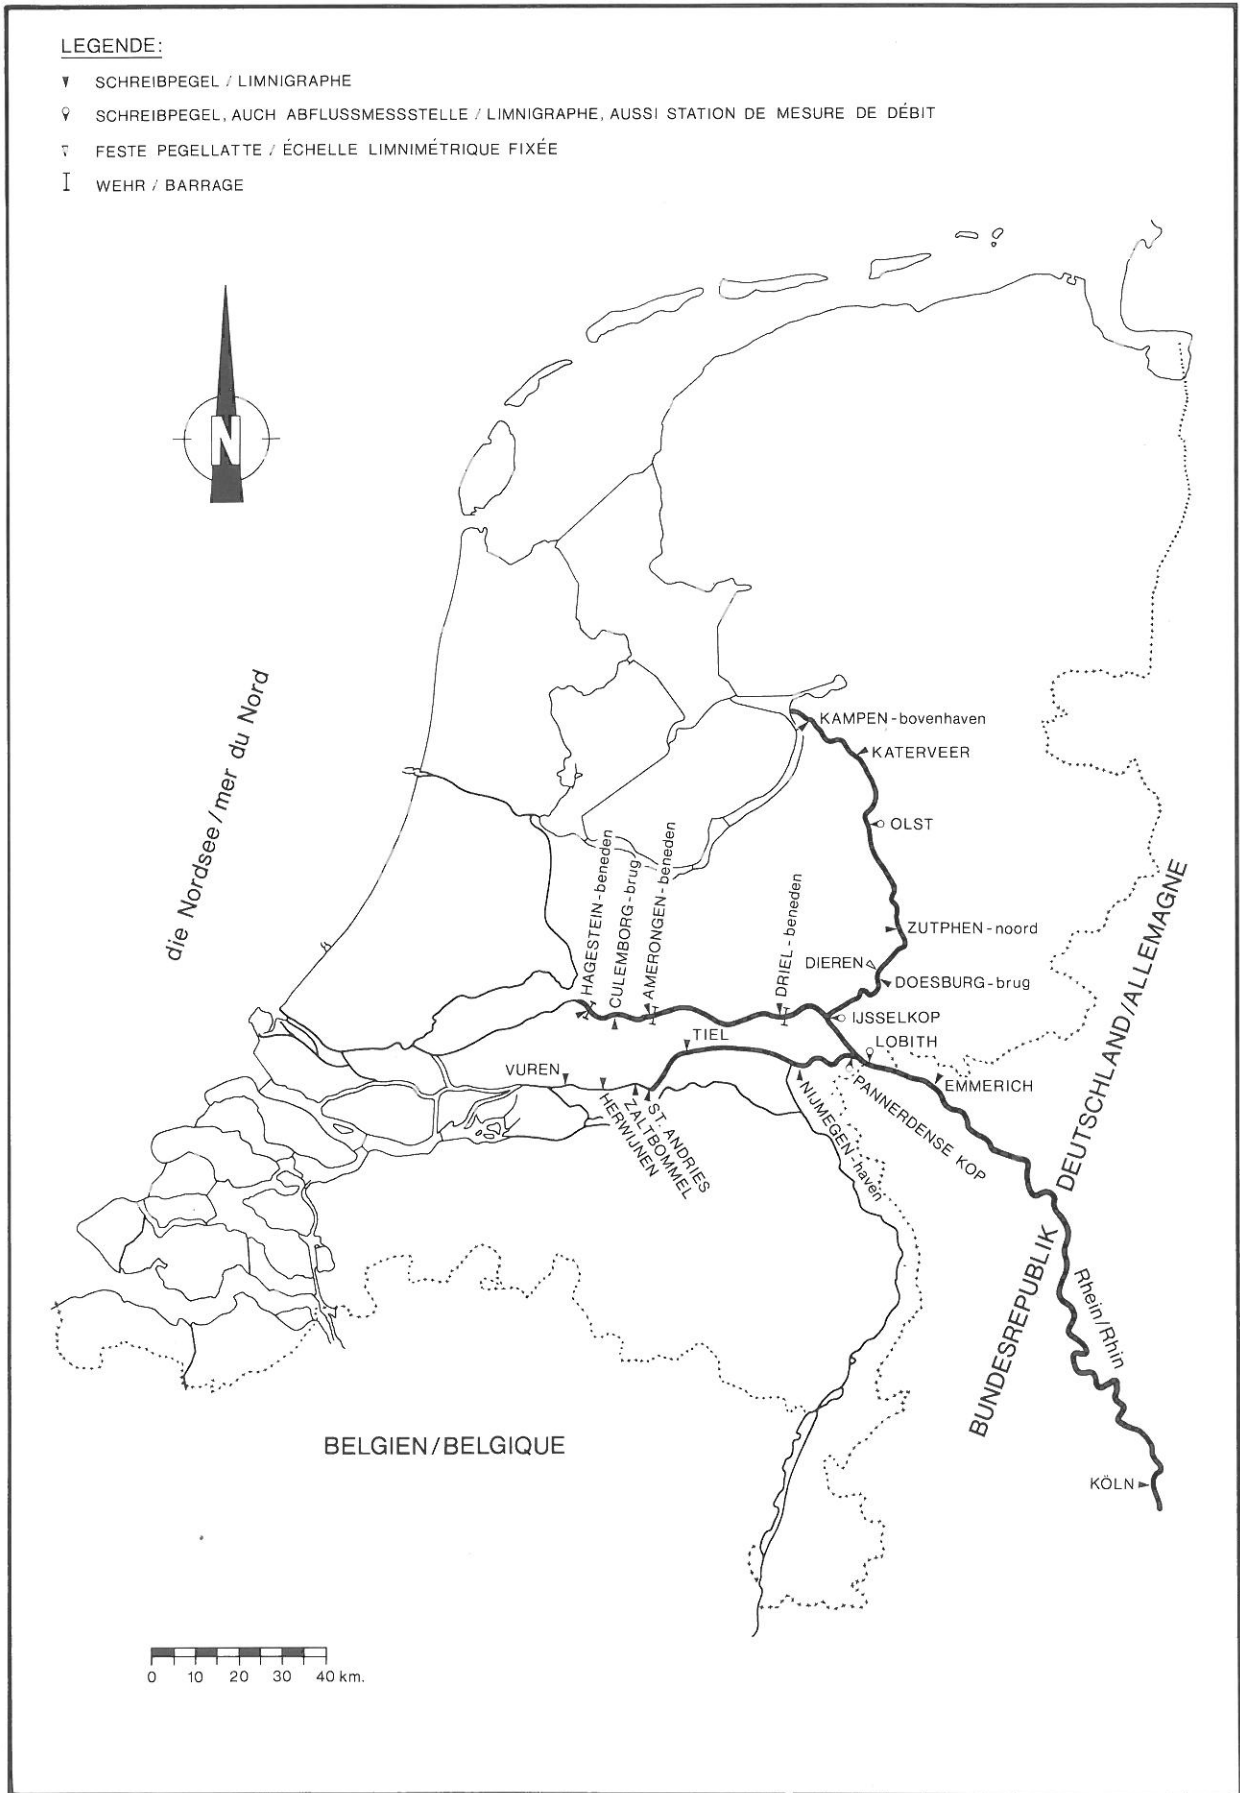 LEGENDE:
SCHREIBPEGEL / LIMNIGRAPHE
SCHREIBPEGEL, AUCH ABFLUSSMESSSTELLE / LIMNIGRAPHE, AUSSI STATION DE MESURE DE DÉBIT
FESTE PEGELLATTE / ÉCHELLE LIMNIMÉTRIQUE FIXÉE
WEHR / BARRAGE
N
die Nordsee/mer du Nord
KAMPEN-bovenhaven
KATERVEER
OLST
HAGESTEIN-beneden
CULEMBORG-brug
AMERONGEN-beneden
DRIEL-beneden
ZUTPHEN-noord
DIEREN
DOESBURG-brug
IJSSELKOP
TIEL
LOBITH
VUREN
EMMERICH
PANNERDENSE KOP
NIJMEGEN-haven
ST. ANDRIES
ZALTBOMMEL
HERWIJNEN
BUNDESREPUBLIK DEUTSCHLAND/ALLEMAGNE
Rhein/Rhin
BELGIEN/BELGIQUE
KÖLN
0 10 20 30 40 km.